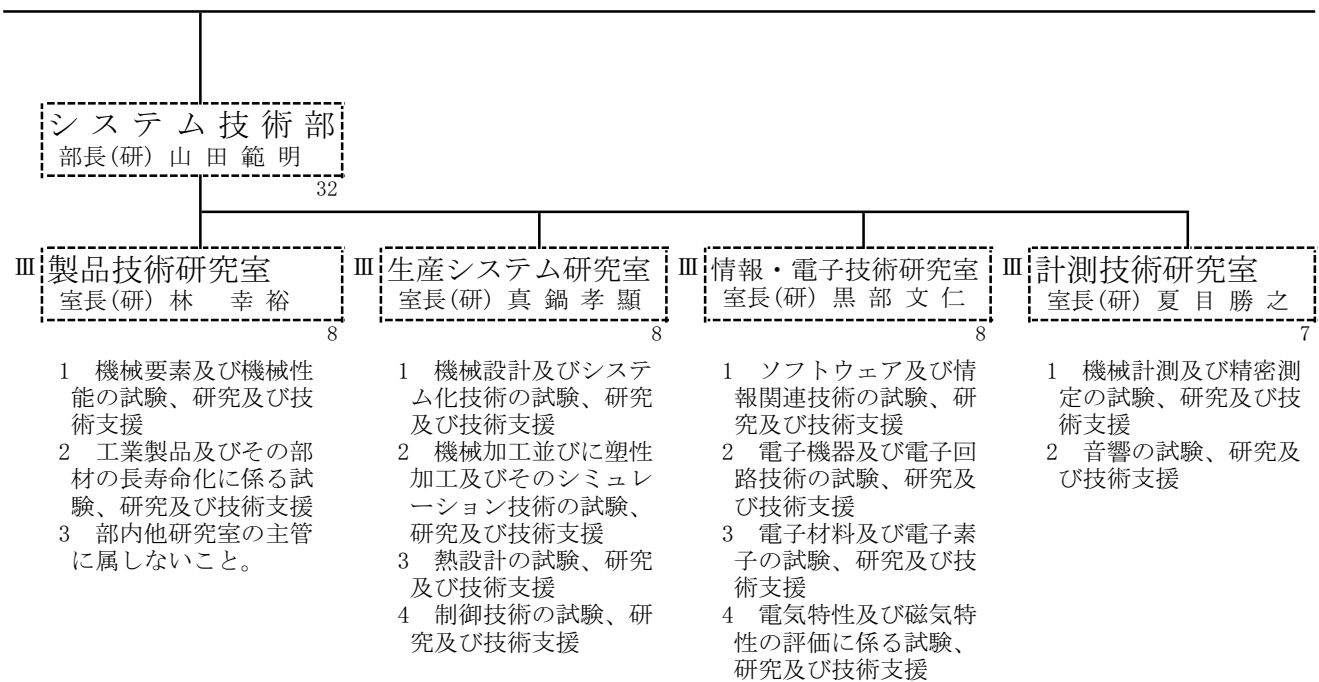 システム技術部
部長(研) 山田範明
32
Ⅲ 製品技術研究室
室長(研) 林　幸裕
8
1　機械要素及び機械性
能の試験、研究及び技
術支援
2　工業製品及びその部
材の長寿命化に係る試
験、研究及び技術支援
3　部内他研究室の主管
に属しないこと。
Ⅲ 生産システム研究室
室長(研) 真鍋孝顯
8
1　機械設計及びシステ
ム化技術の試験、研究
及び技術支援
2　機械加工並びに塑性
加工及びそのシミュレ
ーション技術の試験、
研究及び技術支援
3　熱設計の試験、研究
及び技術支援
4　制御技術の試験、研
究及び技術支援
Ⅲ 情報・電子技術研究室
室長(研) 黒部文仁
8
1　ソフトウェア及び情
報関連技術の試験、研
究及び技術支援
2　電子機器及び電子回
路技術の試験、研究及
び技術支援
3　電子材料及び電子素
子の試験、研究及び技
術支援
4　電気特性及び磁気特
性の評価に係る試験、
研究及び技術支援
Ⅲ 計測技術研究室
室長(研) 夏目勝之
7
1　機械計測及び精密測
定の試験、研究及び技
術支援
2　音響の試験、研究及
び技術支援